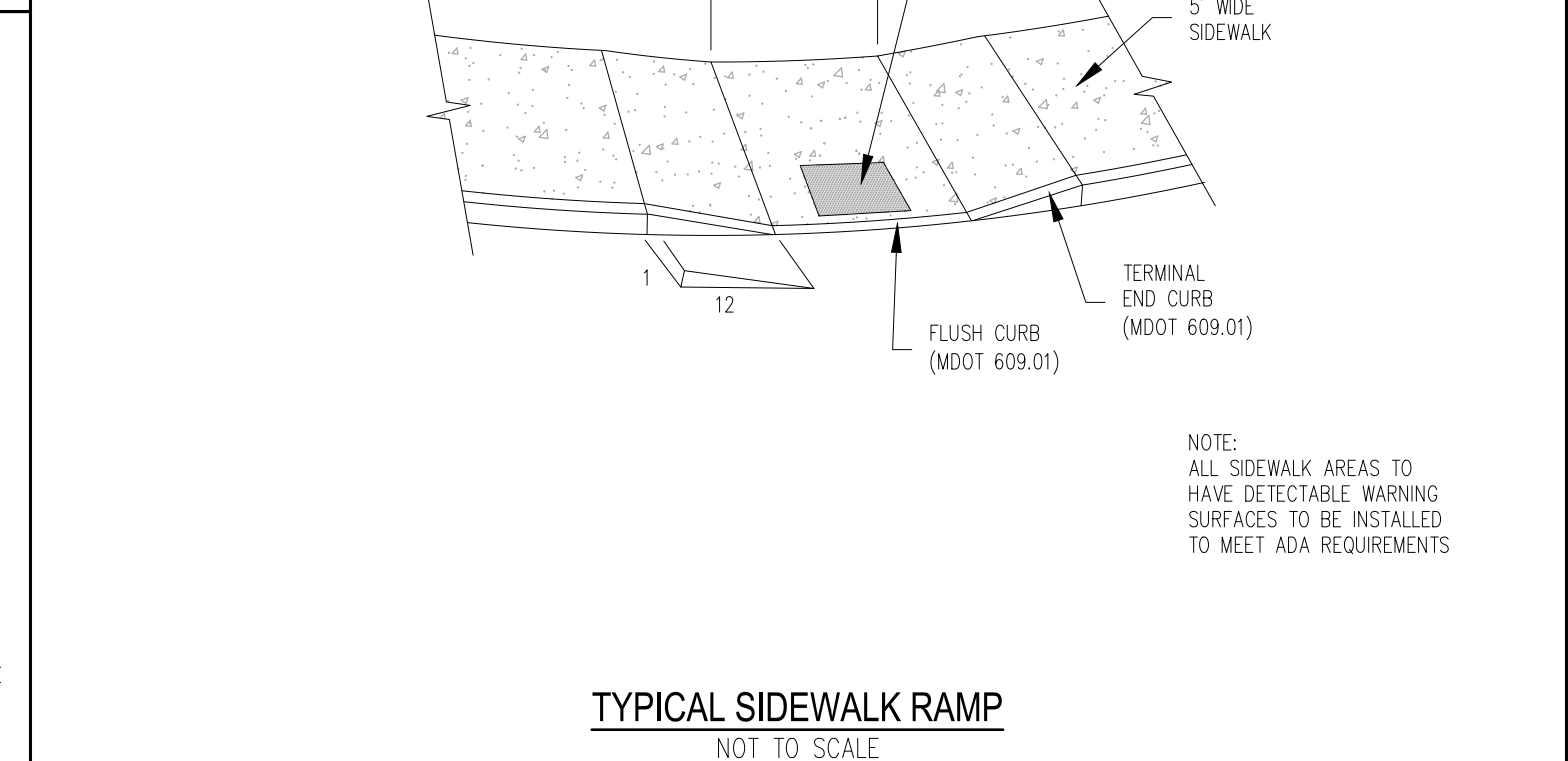 5' WIDE
SIDEWALK
1
12
TERMINAL
END CURB
(MDOT 609.01)
FLUSH CURB
(MDOT 609.01)
NOTE:
ALL SIDEWALK AREAS TO
HAVE DETECTABLE WARNING
SURFACES TO BE INSTALLED
TO MEET ADA REQUIREMENTS
TYPICAL SIDEWALK RAMP
NOT TO SCALE